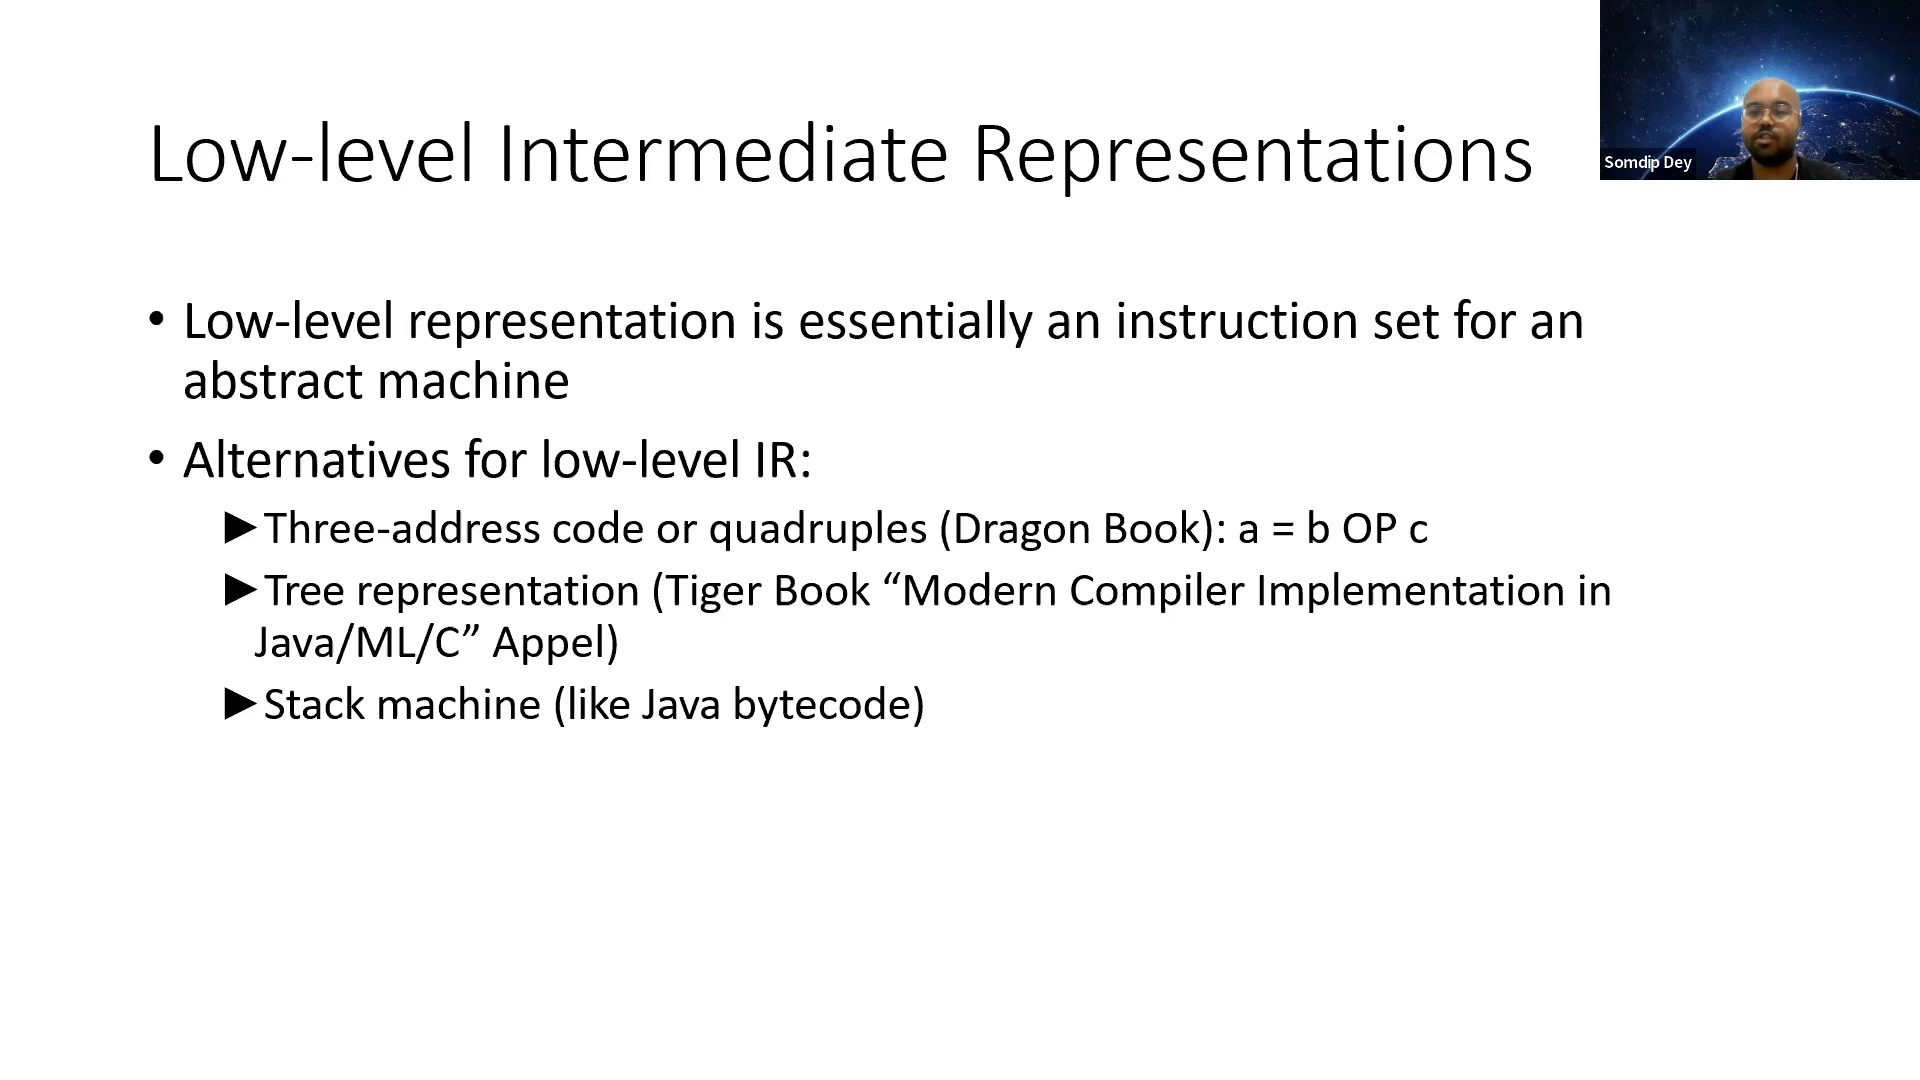 Low-level Intermediate Representations
Somdip Dey
• Low-level representation is essentially an instruction set for an
abstract machine
• Alternatives for low-level IR:
►Three-address code or quadruples (Dragon Book): a = b OP c
►Tree representation (Tiger Book “Modern Compiler Implementation in
Java/ML/C” Appel)
►Stack machine (like Java bytecode)